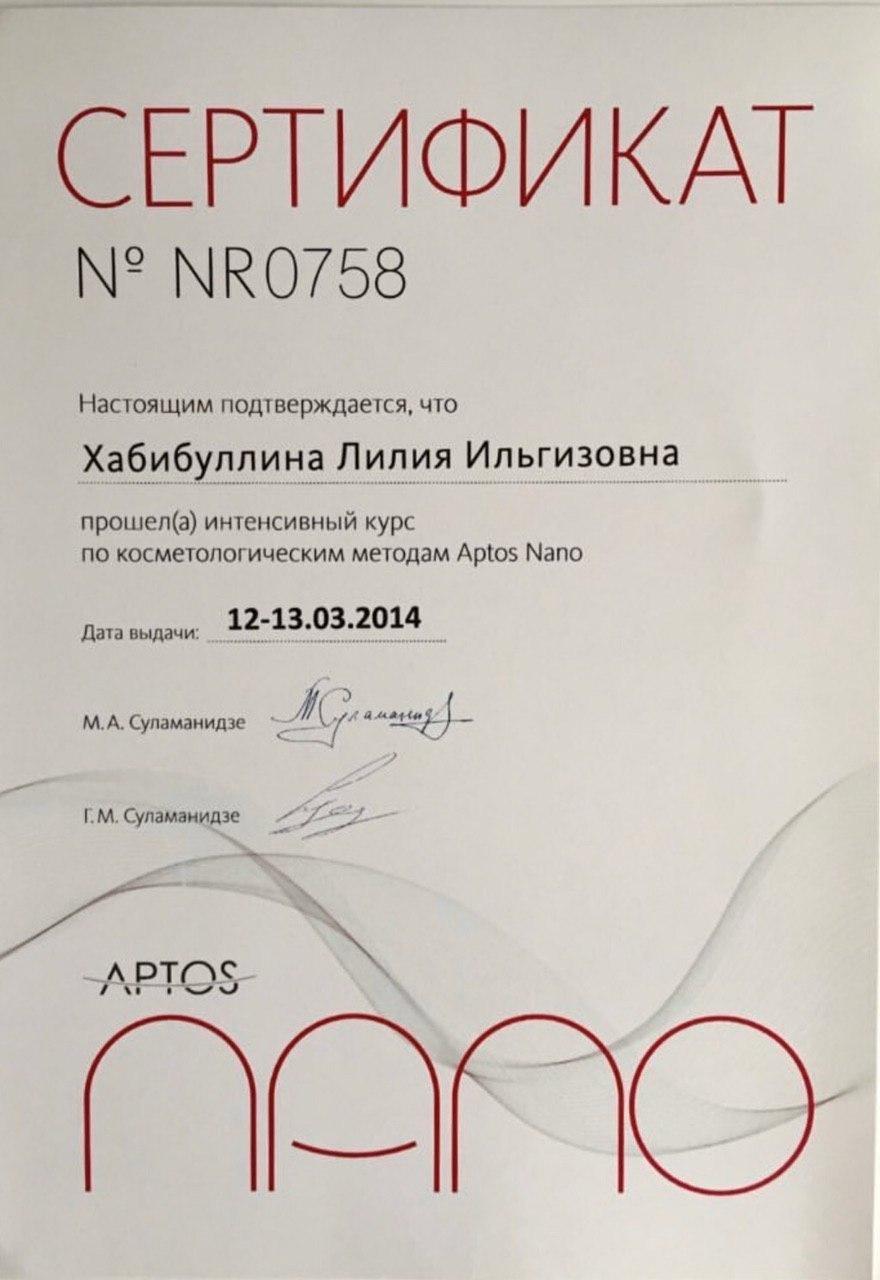 СЕРТИФИКАТ
Nº NR0758
Настоящим подтверждается, что
Хабибуллина Лилия Ильгизовна
прошел(а) интенсивный курс
по косметологическим методам Aptos Nano
Дата выдачи: 12-13.03.2014
М.А. Суламанидзе МСуламанидз
Г.М. Суламанидзе
APTOS
NANO